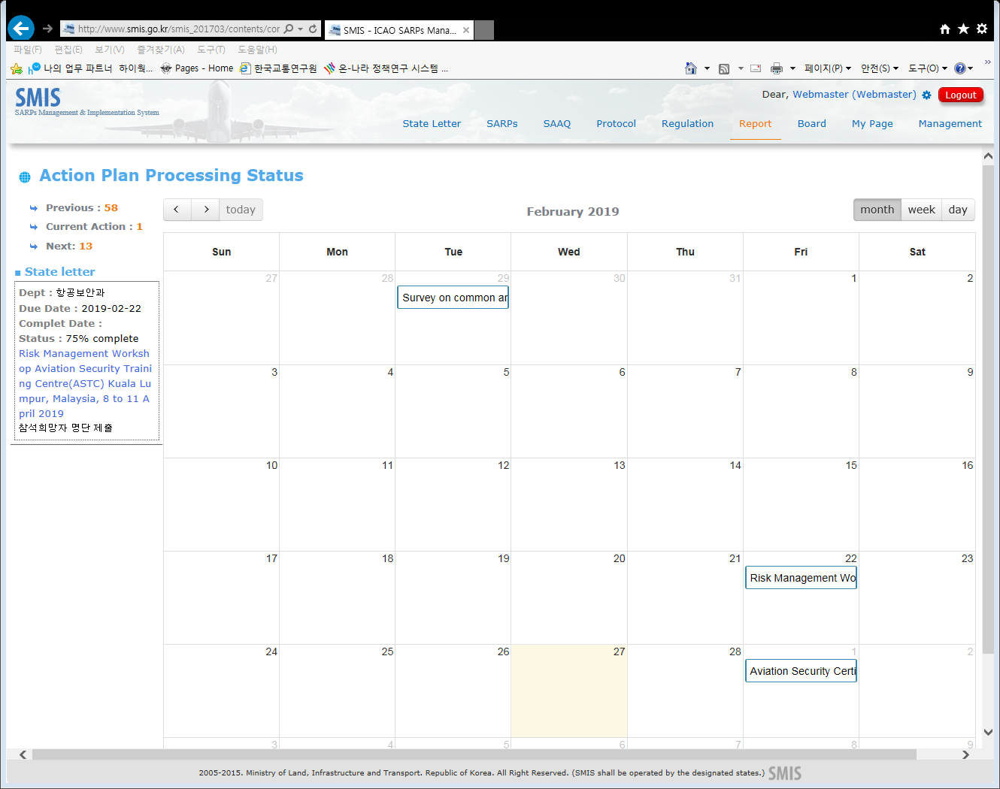 http://www.smis.go.kr/smis_201703/contents/cor
SMIS - ICAO SARPs Mana...
파일(F) 편집(E) 보기(V) 즐겨찾기(A) 도구(T) 도움말(H)
나의 업무 파트너 하이웍... Pages - Home 한국교통연구원 온-나라 정책연구 시스템 ... 페이지(P) 안전(S) 도구(O)
SMIS
SARPs Management & Implementation System
Dear, Webmaster (Webmaster) Logout
State Letter SARPs SAAQ Protocol Regulation Report Board My Page Management
Action Plan Processing Status
Previous : 58
Current Action : 1
Next: 13
State letter
Dept : 항공보안과
Due Date : 2019-02-22
Complet Date :
Status : 75% complete
Risk Management Worksh
op Aviation Security Traini
ng Centre(ASTC) Kuala Lu
mpur, Malaysia, 8 to 11 A
pril 2019
참석희망자 명단 제출
< > today February 2019 month week day
Sun Mon Tue Wed Thu Fri Sat
27 28 29 30 31 1 2
Survey on common ar
3 4 5 6 7 8 9
10 11 12 13 14 15 16
17 18 19 20 21 22 23
Risk Management Wo
24 25 26 27 28 1 2
Aviation Security Certi
3 4 5 6 7 8 9
2005-2015. Ministry of Land, Infrastructure and Transport. Republic of Korea. All Right Reserved. (SMIS shall be operated by the designated states.) SMIS